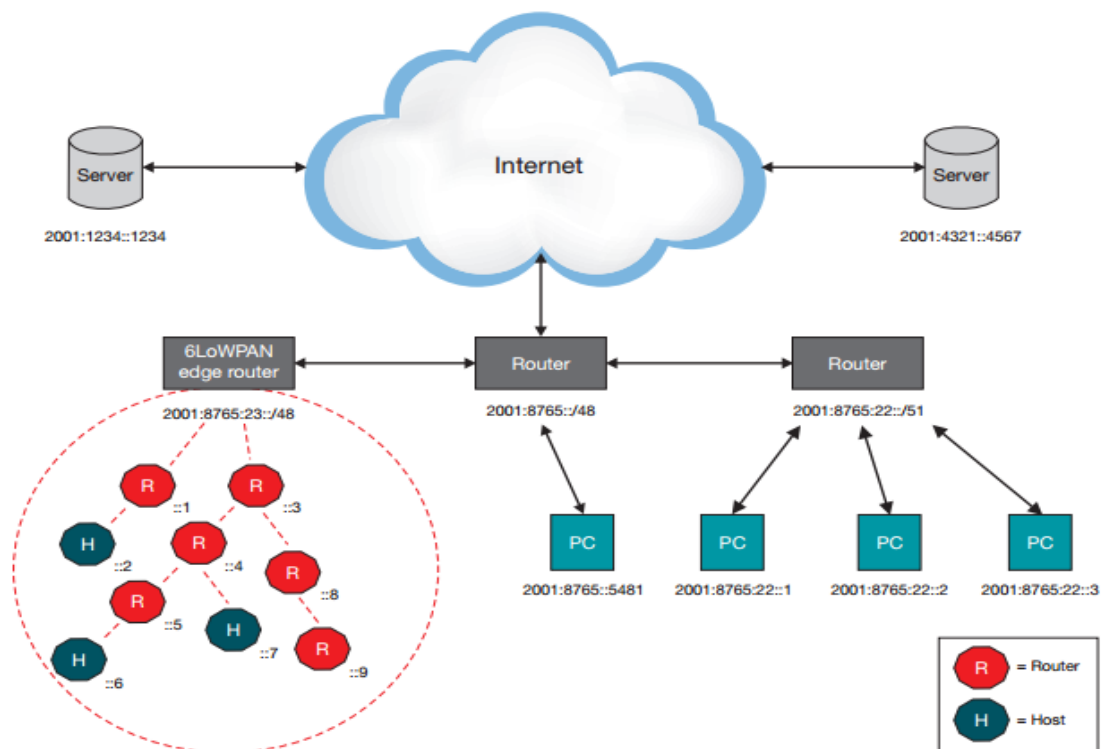 Internet
Server
Server
2001:1234::1234
2001:4321::4567
6LoWPAN
edge router
Router
Router
2001:8765:23::/48
2001:8765::/48
2001:8765:22::/51
R
::1
R
::3
H
::2
R
::4
R
::8
R
::5
H
::7
R
::9
H
::6
PC
PC
PC
PC
2001:8765::5481
2001:8765:22::1
2001:8765:22::2
2001:8765:22::3
R = Router
H = Host